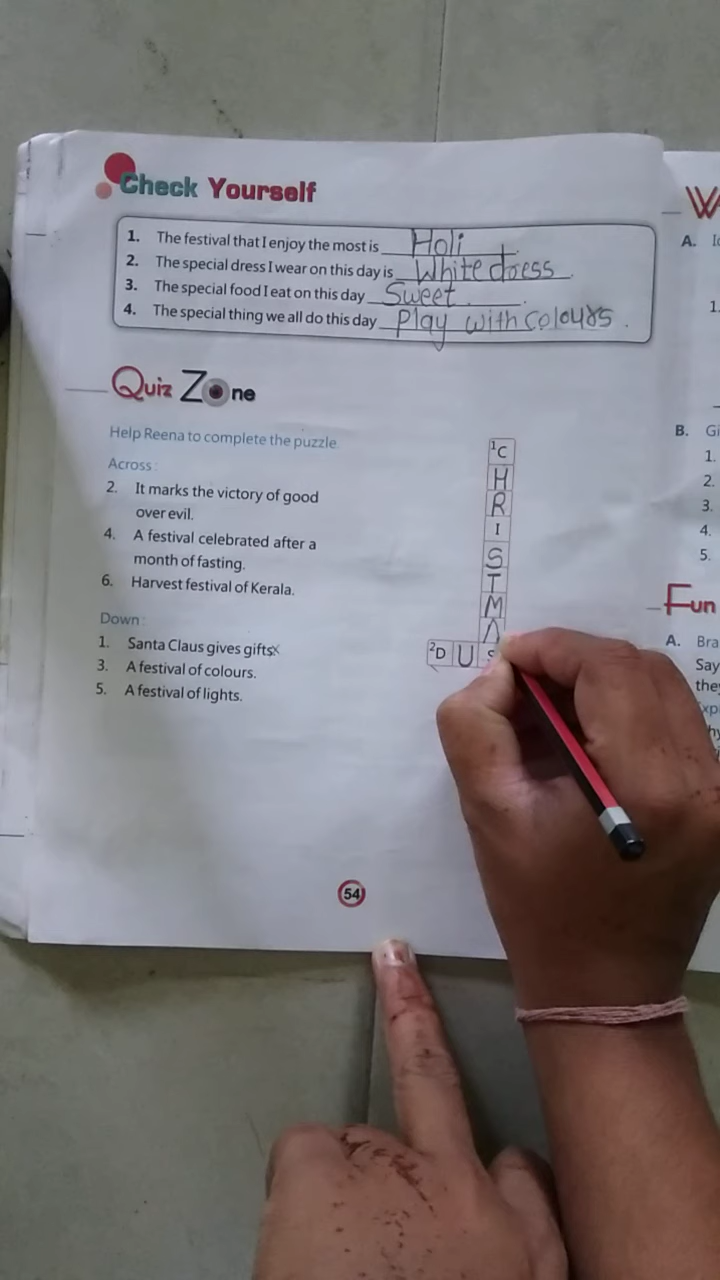 Check Yourself
1. The festival that I enjoy the most is Holi
2. The special dress I wear on this day is White dress.
3. The special food I eat on this day Sweet.
4. The special thing we all do this day Play with colours.
Quiz Zone
Help Reena to complete the puzzle.
Across:
2. It marks the victory of good
over evil.
4. A festival celebrated after a
month of fasting.
6. Harvest festival of Kerala.
Down:
1. Santa Claus gives gifts
3. A festival of colours.
5. A festival of lights.
1C
H
R
I
S
T
M
A
2D U S
54
W
A.
1.
B. Gi
1.
2.
3.
4.
5.
Fun
A. Bra
Say
the